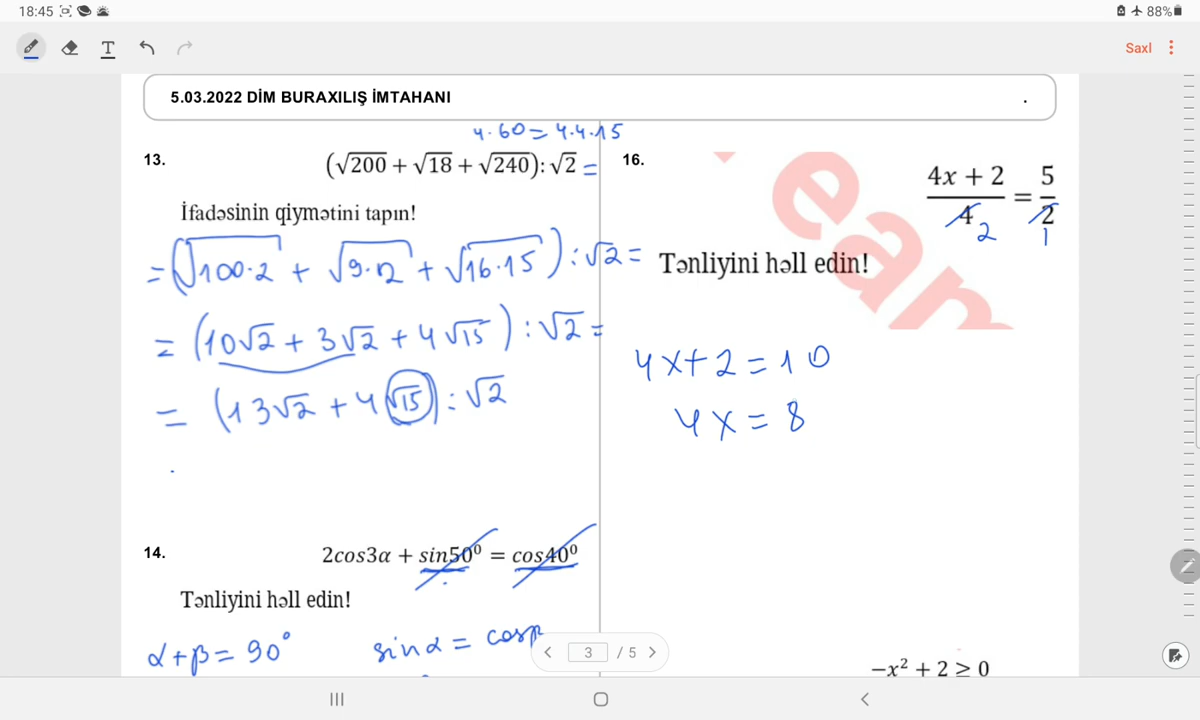 18:45
88%
Saxl
5.03.2022 DİM BURAXILIŞ İMTAHANI .
4·60=4·4·15
13. (√200 + √18 + √240):√2 =
İfadəsinin qiymətini tapın!
=(√100·2 + √9·2 + √16·15):√2=
= (10√2 + 3√2 + 4√15):√2=
= (13√2 + 4√15):√2
14. 2cos3α + sin50⁰ = cos40⁰
Tənliyini həll edin!
α+β=90°
sinα = cosβ
16. (4x + 2)/4 = 5/2
2 1
Tənliyini həll edin!
4x+2=10
4x=8
−x² + 2 ≥ 0
3 / 5